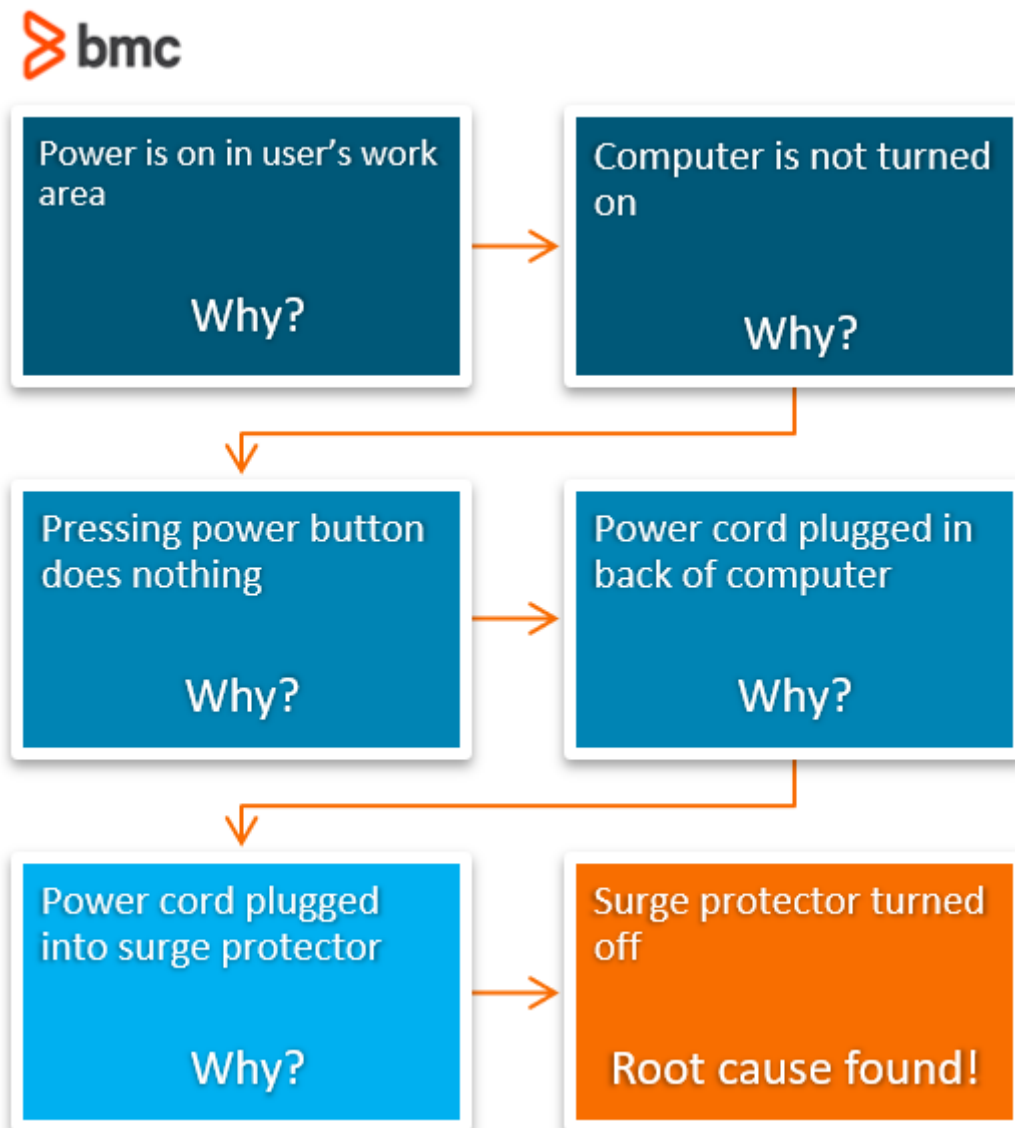 bmc
Power is on in user's work
area
Why?
Computer is not turned
on
Why?
Pressing power button
does nothing
Why?
Power cord plugged in
back of computer
Why?
Power cord plugged
into surge protector
Why?
Surge protector turned
off
Root cause found!